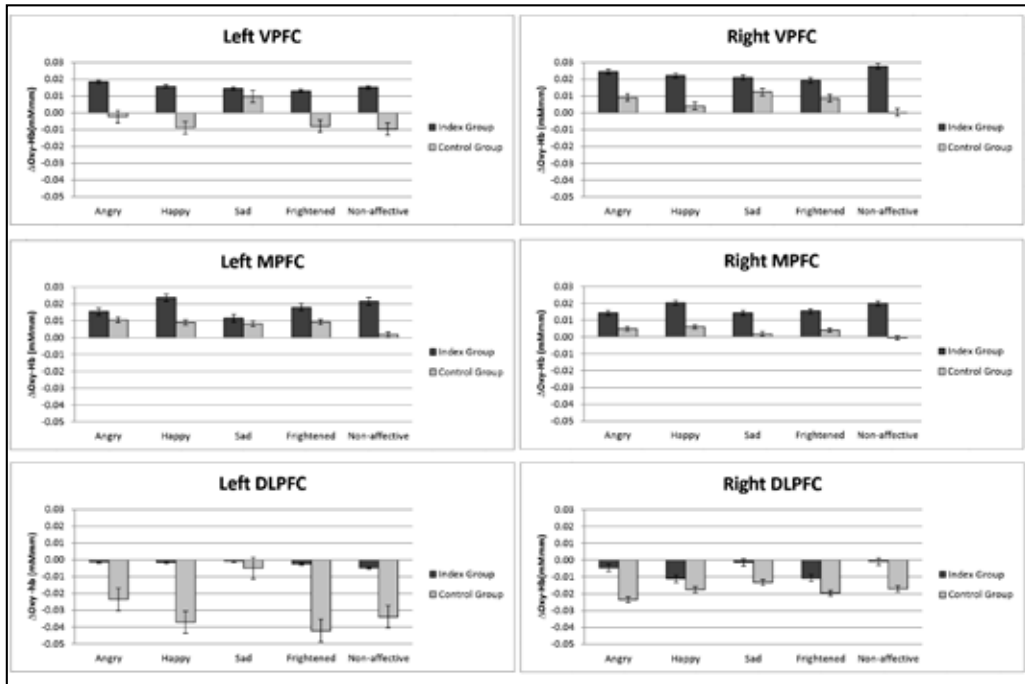 Left VPFC
ΔOxy-Hb(mMmm)
0.03
0.02
0.01
0.00
-0.01
-0.02
-0.03
-0.04
-0.05
Angry Happy Sad Frightened Non-affective
Index Group
Control Group
Right VPFC
ΔOxy-Hb (mMmm)
0.03
0.02
0.01
0.00
-0.01
-0.02
-0.03
-0.04
-0.05
Angry Happy Sad Frightened Non-affective
Index Group
Control Group
Left MPFC
ΔOxy-Hb (mMmm)
0.03
0.02
0.01
0.00
-0.01
-0.02
-0.03
-0.04
-0.05
Angry Happy Sad Frightened Non-affective
Index Group
Control Group
Right MPFC
ΔOxy-Hb (mMmm)
0.03
0.02
0.01
0.00
-0.01
-0.02
-0.03
-0.04
-0.05
Angry Happy Sad Frightened Non-affective
Index Group
Control Group
Left DLPFC
ΔOxy -hb (mMmm)
0.03
0.02
0.01
0.00
-0.01
-0.02
-0.03
-0.04
-0.05
Angry Happy Sad Frightened Non-affective
Index Group
Control Group
Right DLPFC
ΔOxy-Hb(mMmm)
0.03
0.02
0.01
0.00
-0.01
-0.02
-0.03
-0.04
-0.05
Angry Happy Sad Frightened Non-affective
Index Group
Control Group